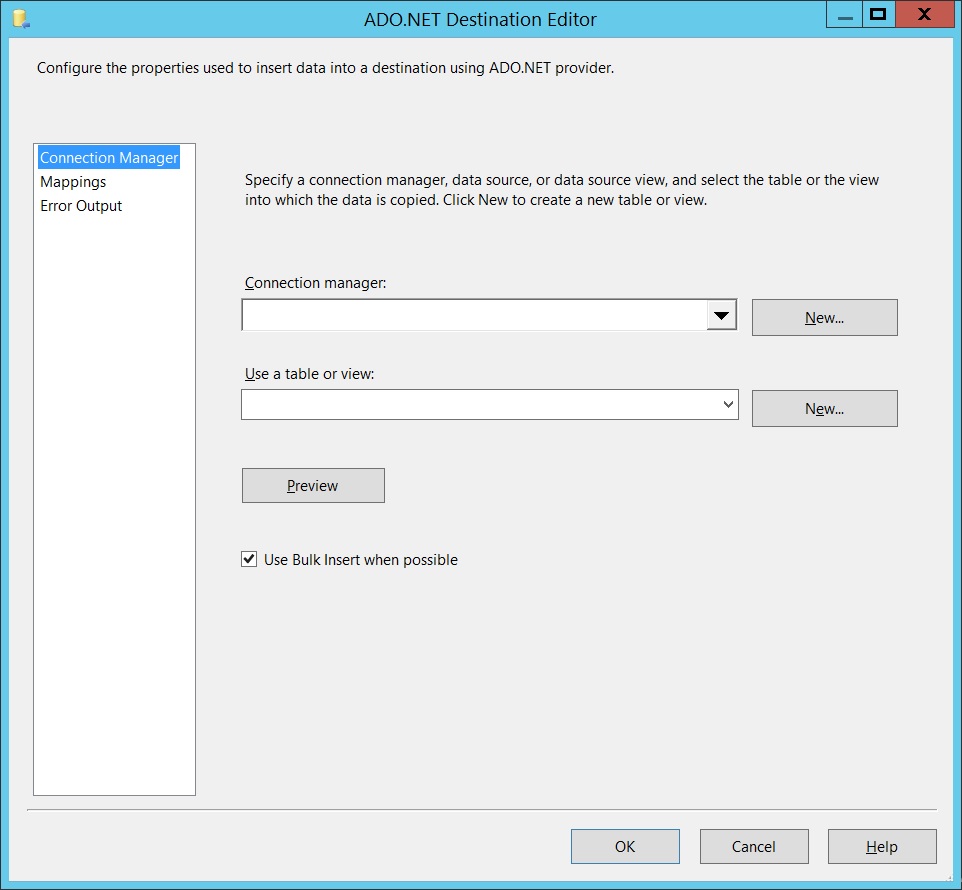 ADO.NET Destination Editor
Configure the properties used to insert data into a destination using ADO.NET provider.
Connection Manager
Mappings
Error Output
Specify a connection manager, data source, or data source view, and select the table or the view
into which the data is copied. Click New to create a new table or view.
Connection manager:
New...
Use a table or view:
New...
Preview
Use Bulk Insert when possible
OK
Cancel
Help